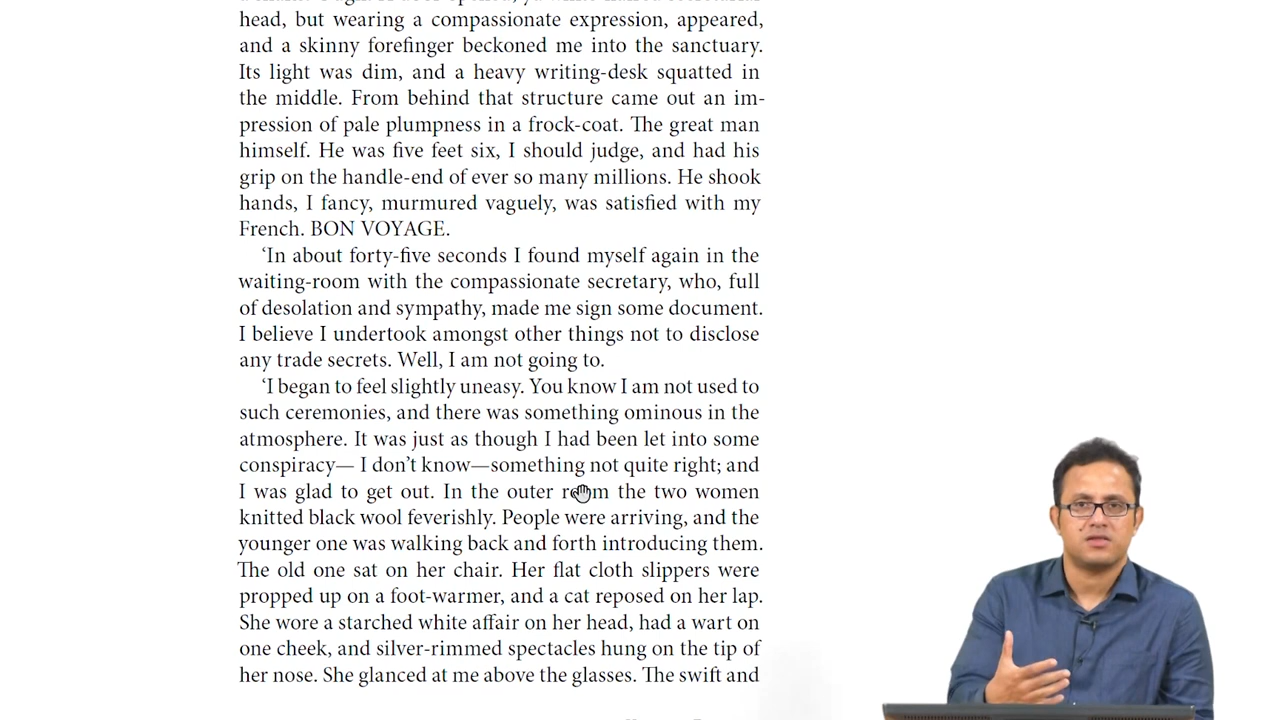 head, but wearing a compassionate expression, appeared,
and a skinny forefinger beckoned me into the sanctuary.
Its light was dim, and a heavy writing-desk squatted in
the middle. From behind that structure came out an im-
pression of pale plumpness in a frock-coat. The great man
himself. He was five feet six, I should judge, and had his
grip on the handle-end of ever so many millions. He shook
hands, I fancy, murmured vaguely, was satisfied with my
French. BON VOYAGE.
‘In about forty-five seconds I found myself again in the
waiting-room with the compassionate secretary, who, full
of desolation and sympathy, made me sign some document.
I believe I undertook amongst other things not to disclose
any trade secrets. Well, I am not going to.
‘I began to feel slightly uneasy. You know I am not used to
such ceremonies, and there was something ominous in the
atmosphere. It was just as though I had been let into some
conspiracy— I don’t know—something not quite right; and
I was glad to get out. In the outer room the two women
knitted black wool feverishly. People were arriving, and the
younger one was walking back and forth introducing them.
The old one sat on her chair. Her flat cloth slippers were
propped up on a foot-warmer, and a cat reposed on her lap.
She wore a starched white affair on her head, had a wart on
one cheek, and silver-rimmed spectacles hung on the tip of
her nose. She glanced at me above the glasses. The swift and